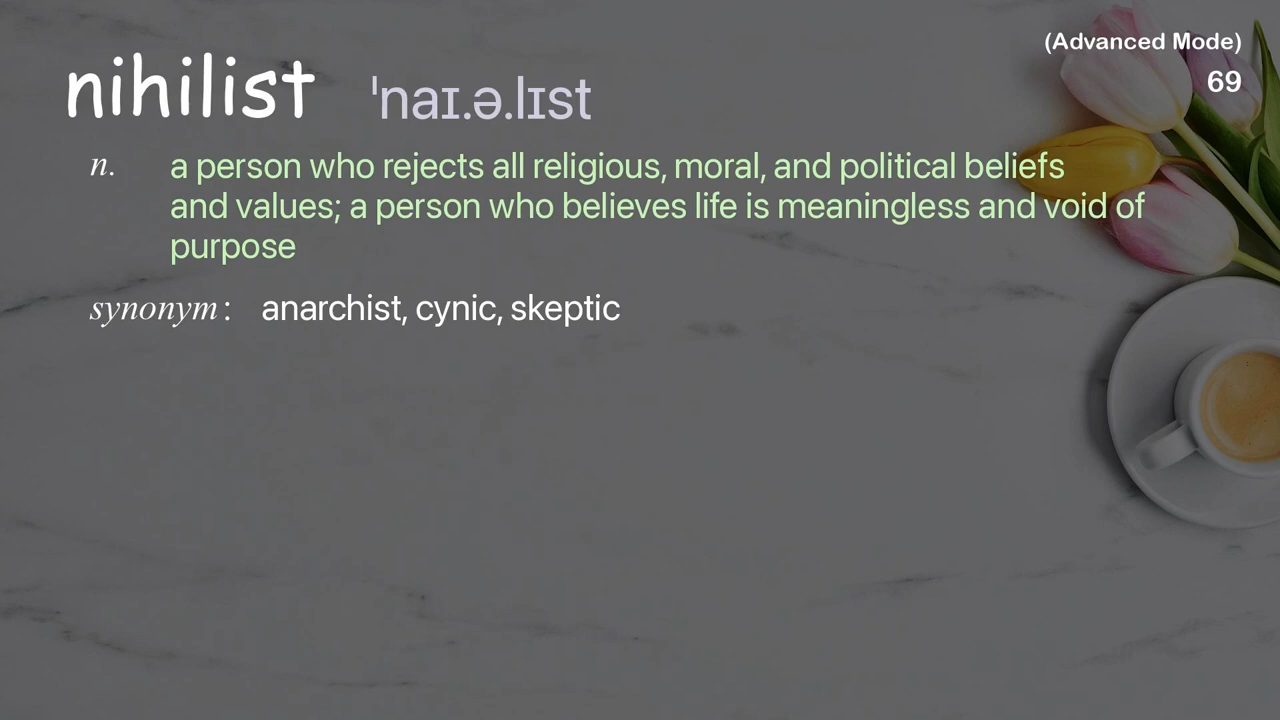 (Advanced Mode)
69
nihilist ˈnaɪ.ə.lɪst
n. a person who rejects all religious, moral, and political beliefs
and values; a person who believes life is meaningless and void of
purpose
synonym: anarchist, cynic, skeptic